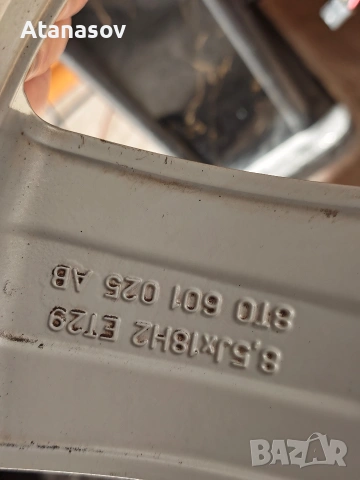 Atanasov
8,5Jx18H2 ET29
8T0 601 025 AB
BAZAR